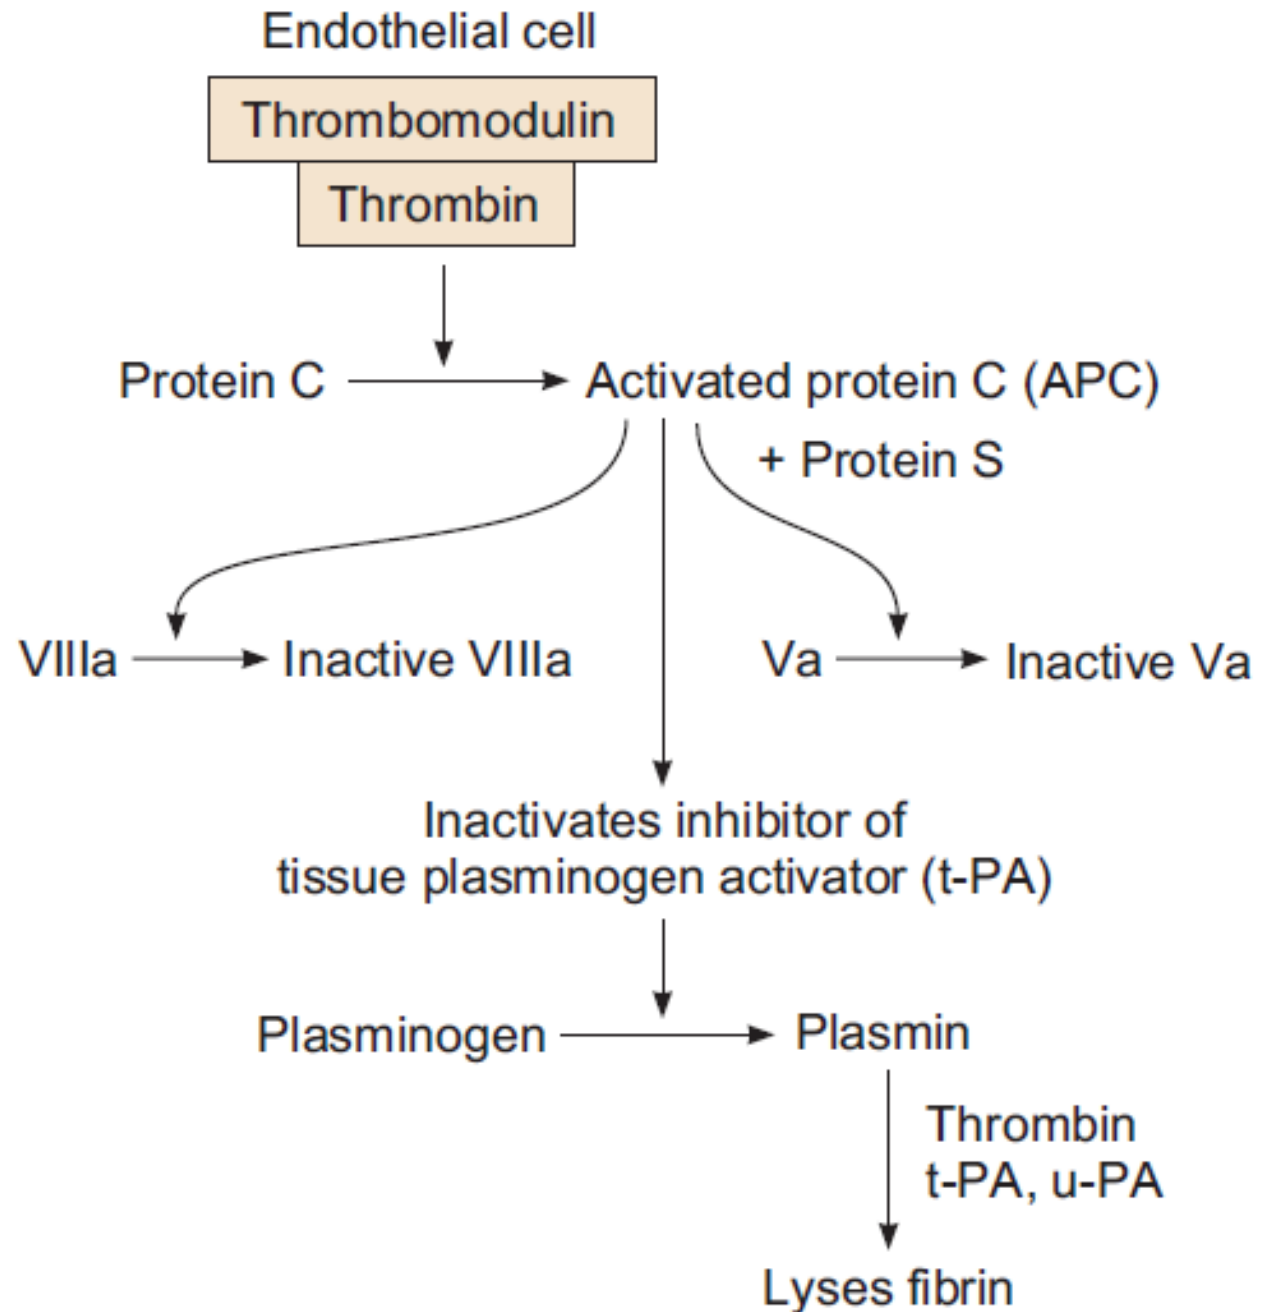 Endothelial cell
Thrombomodulin
Thrombin
Protein C
Activated protein C (APC)
+ Protein S
VIIIa
Inactive VIIIa
Va
Inactive Va
Inactivates inhibitor of
tissue plasminogen activator (t-PA)
Plasminogen
Plasmin
Thrombin
t-PA, u-PA
Lyses fibrin